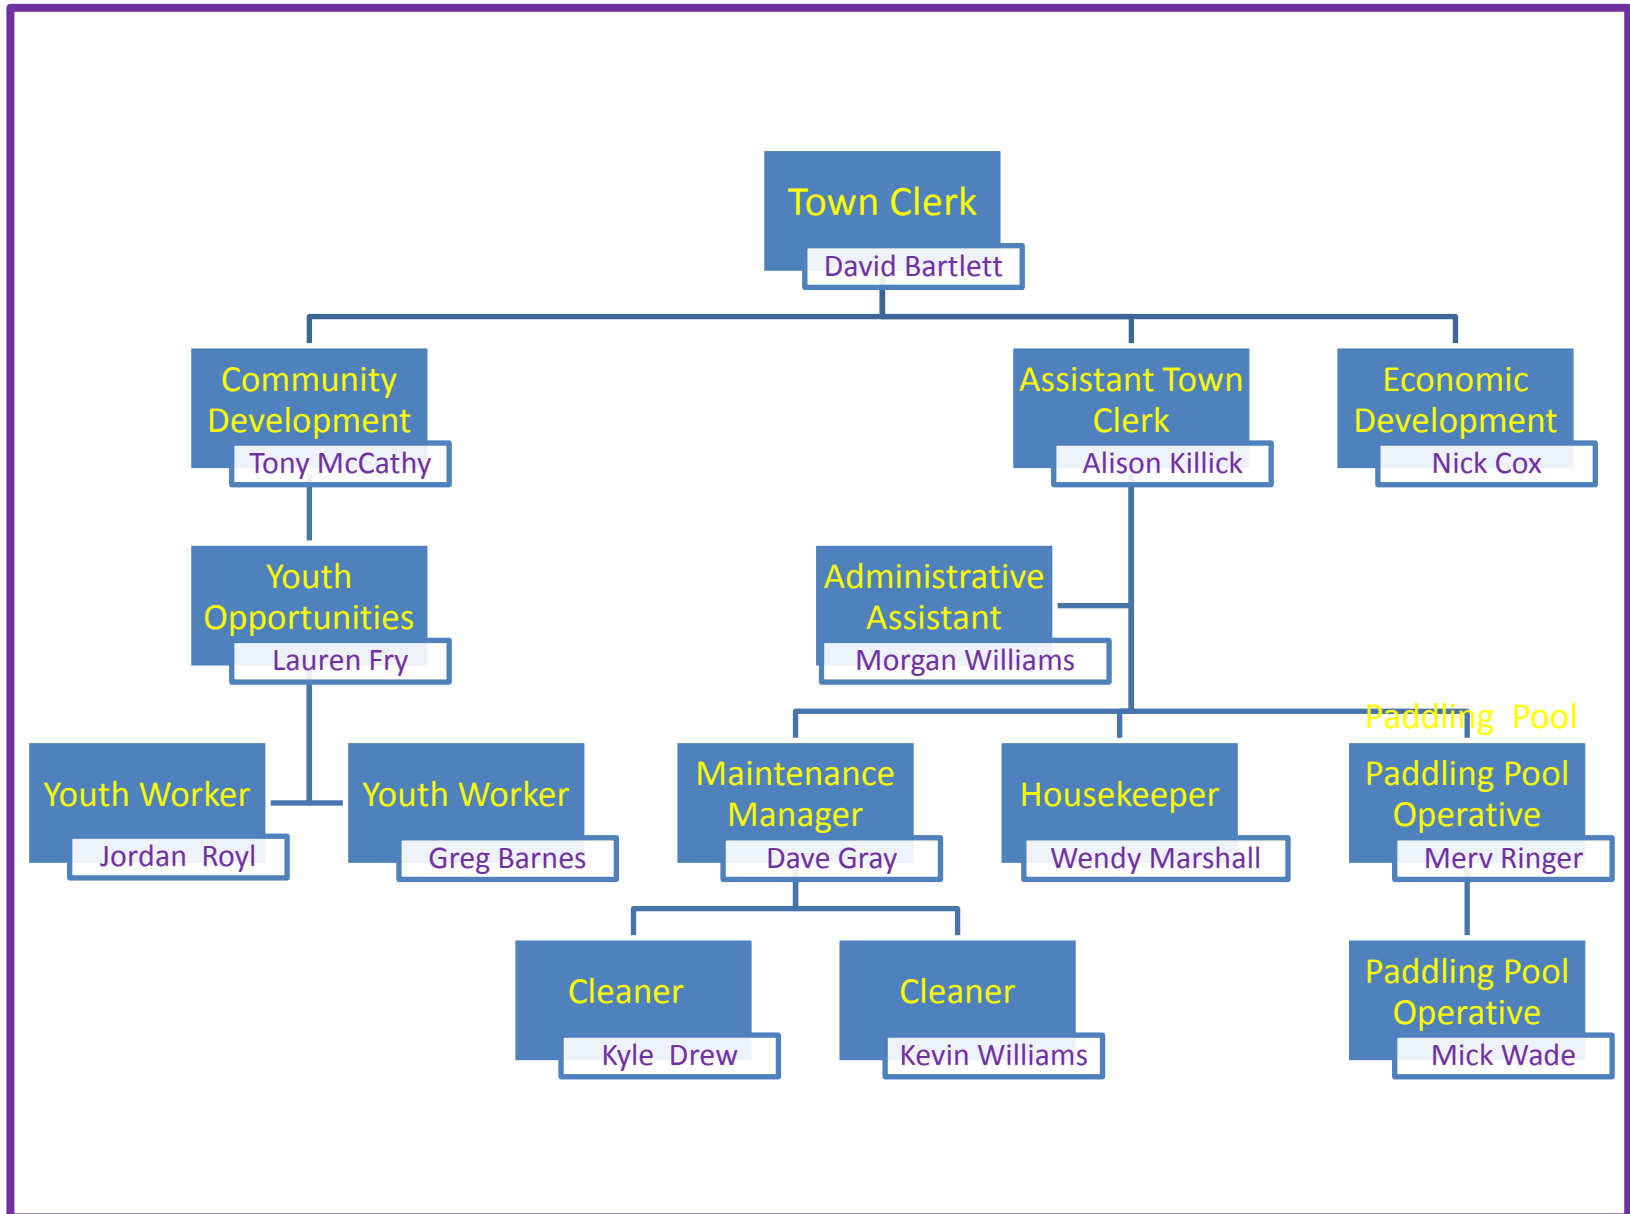 Town Clerk
David Bartlett
Community
Development
Tony McCathy
Assistant Town
Clerk
Alison Killick
Economic
Development
Nick Cox
Youth
Opportunities
Lauren Fry
Administrative
Assistant
Morgan Williams
Paddling  Pool
Youth Worker
Jordan  Royl
Youth Worker
Greg Barnes
Maintenance
Manager
Dave Gray
Housekeeper
Wendy Marshall
Paddling Pool
Operative
Merv Ringer
Cleaner
Kyle  Drew
Cleaner
Kevin Williams
Paddling Pool
Operative
Mick Wade